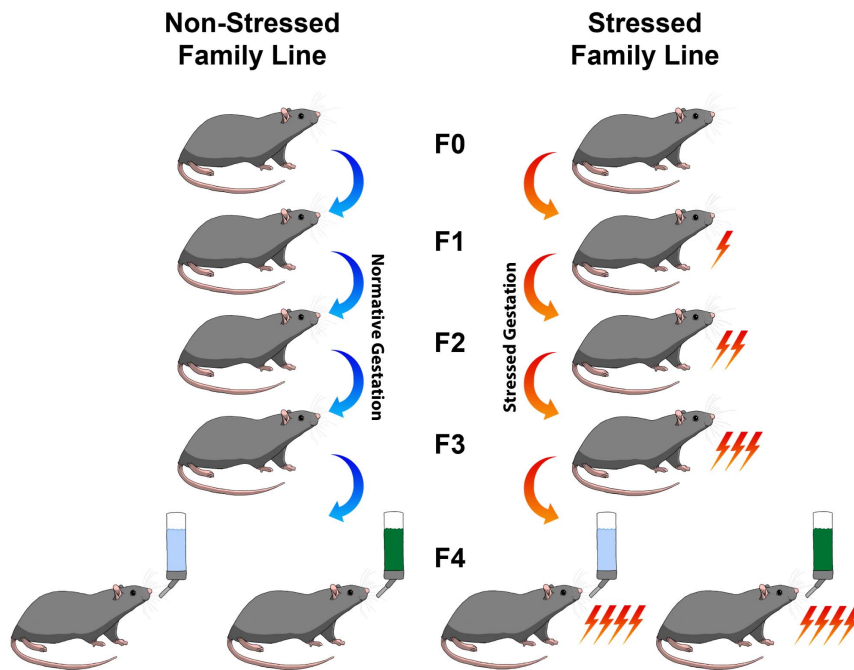 Non-Stressed
Family Line
Stressed
Family Line
F0
F1
Normative Gestation
Stressed Gestation
F2
F3
F4